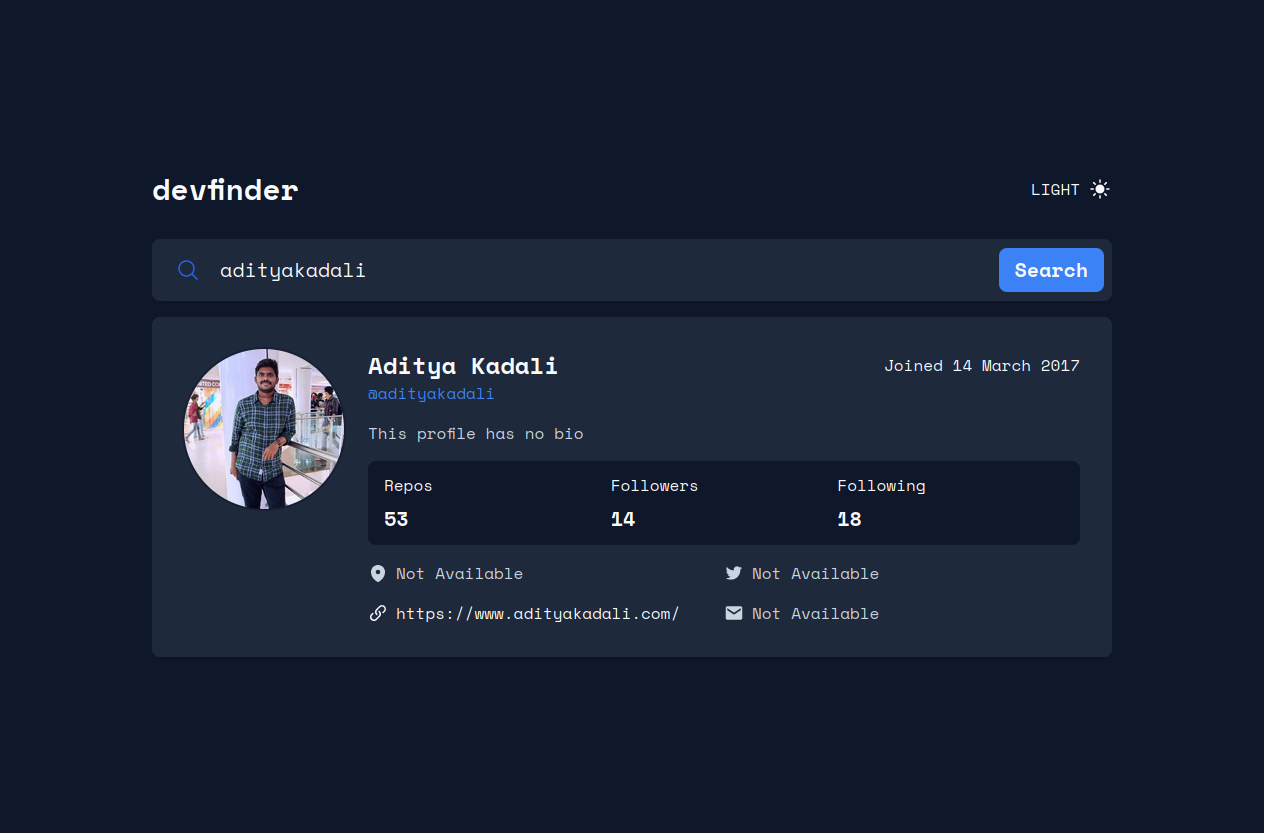 devfinder
LIGHT
adityakadali
Search
Aditya Kadali
Joined 14 March 2017
@adityakadali
This profile has no bio
Repos
Followers
Following
53
14
18
Not Available
Not Available
https://www.adityakadali.com/
Not Available